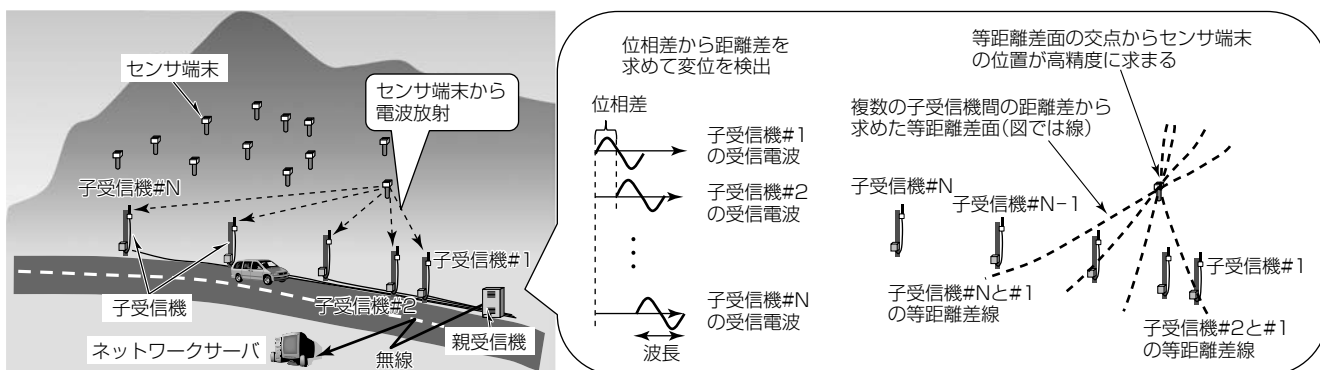 センサ端末
センサ端末から
電波放射
子受信機#N
子受信機#1
子受信機#2
子受信機
親受信機
無線
ネットワークサーバ
位相差から距離差を
求めて変位を検出
位相差
子受信機#1
の受信電波
子受信機#2
の受信電波
子受信機#N
の受信電波
波長
等距離差面の交点からセンサ端末
の位置が高精度に求まる
複数の子受信機間の距離差から
求めた等距離差面(図では線)
子受信機#N
子受信機#N-1
子受信機#1
子受信機#Nと#1
の等距離差線
子受信機#2と#1
の等距離差線